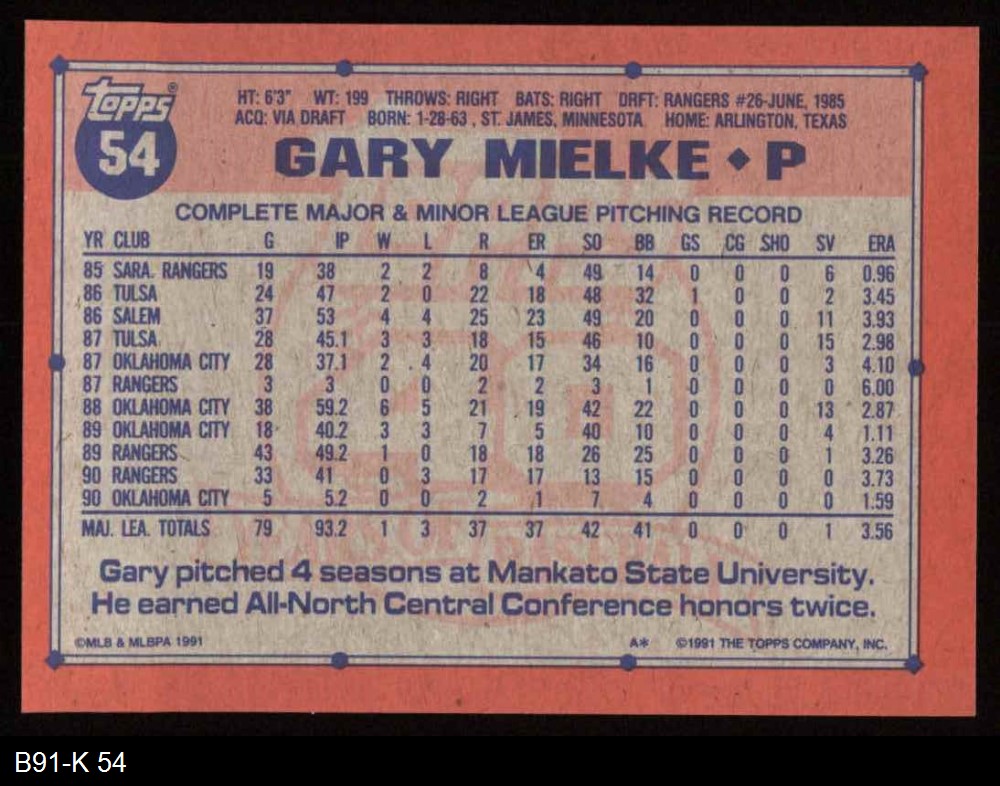 TOPPS®
54
HT: 6'3" WT: 199 THROWS: RIGHT BATS: RIGHT DRFT: RANGERS #26-JUNE, 1985
ACQ: VIA DRAFT BORN: 1-28-63 , ST. JAMES, MINNESOTA HOME: ARLINGTON, TEXAS
GARY MIELKE ◆ P
COMPLETE MAJOR & MINOR LEAGUE PITCHING RECORD
YR CLUB G IP W L R ER SO BB GS CG SHO SV ERA
85 SARA. RANGERS 19 38 2 2 8 4 49 14 0 0 0 6 0.96
86 TULSA 24 47 2 0 22 18 48 32 1 0 0 2 3.45
86 SALEM 37 53 4 4 25 23 49 20 0 0 0 11 3.93
87 TULSA 28 45.1 3 3 18 15 46 10 0 0 0 15 2.98
87 OKLAHOMA CITY 28 37.1 2 4 20 17 34 16 0 0 0 3 4.10
87 RANGERS 3 3 0 0 2 2 3 1 0 0 0 0 6.00
88 OKLAHOMA CITY 38 59.2 6 5 21 19 42 22 0 0 0 13 2.87
89 OKLAHOMA CITY 18 40.2 3 3 7 5 40 10 0 0 0 4 1.11
89 RANGERS 43 49.2 1 0 18 18 26 25 0 0 0 1 3.26
90 RANGERS 33 41 0 3 17 17 13 15 0 0 0 0 3.73
90 OKLAHOMA CITY 5 5.2 0 0 2 1 7 4 0 0 0 0 1.59
MAJ. LEA. TOTALS 79 93.2 1 3 37 37 42 41 0 0 0 1 3.56
Gary pitched 4 seasons at Mankato State University.
He earned All-North Central Conference honors twice.
©MLB & MLBPA 1991 A* ©1991 THE TOPPS COMPANY, INC.
B91-K 54